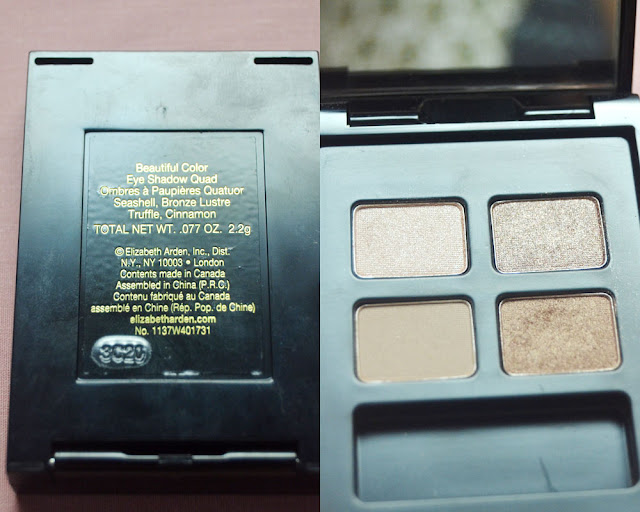 Beautiful Color
Eye Shadow Quad
Ombres à Paupières Quatuor
Seashell, Bronze Lustre
Truffle, Cinnamon
TOTAL NET WT. .077 OZ. 2.2g
© Elizabeth Arden, Inc., Dist.
N.Y., NY 10003 • London
Contents made in Canada
Assembled in China (P.R.C.)
Contenu fabriqué au Canada
assemblé en Chine (Rép. Pop. de Chine)
elizabetharden.com
No. 1137W401731
3C20